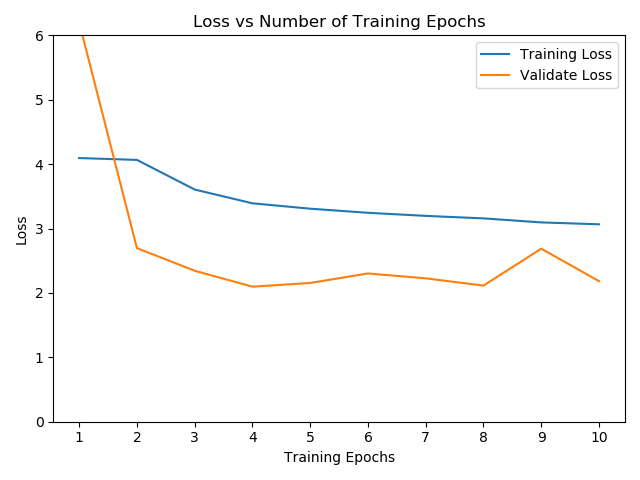 Loss vs Number of Training Epochs
Training Loss
Validate Loss
6
5
4
3
2
1
0
Loss
1 2 3 4 5 6 7 8 9 10
Training Epochs